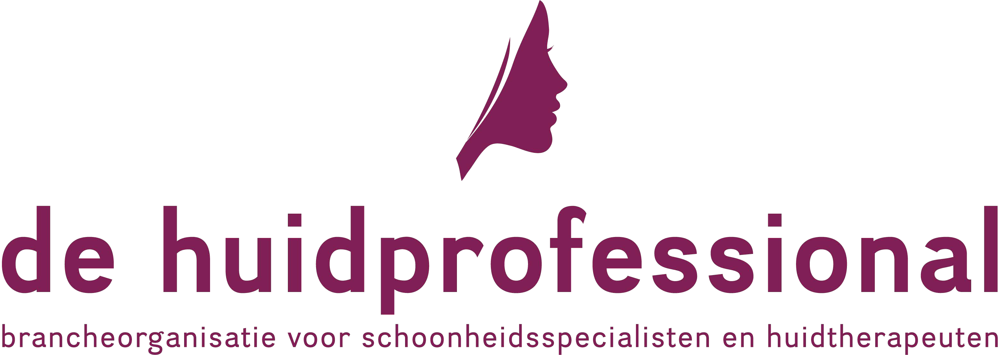 de huidprofessional
brancheorganisatie voor schoonheidsspecialisten en huidtherapeuten